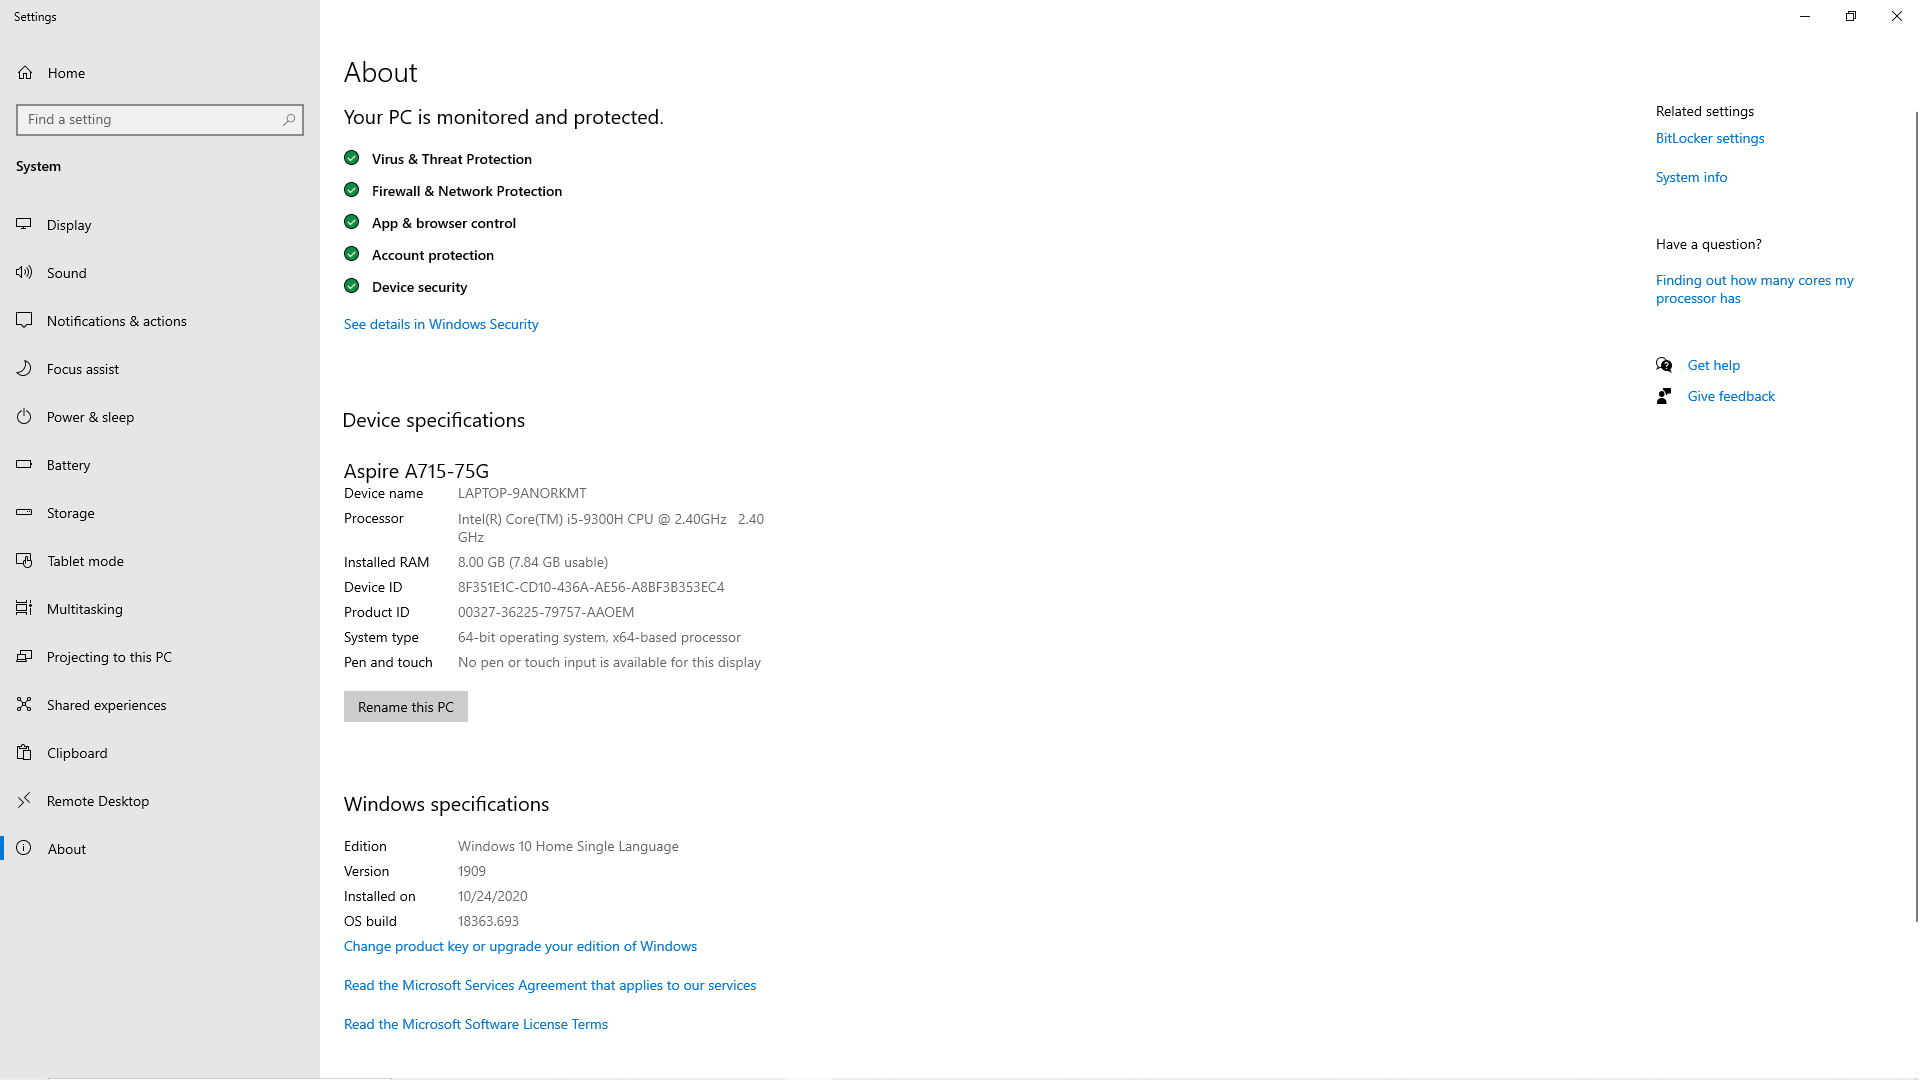 Settings
Home
Find a setting
System
Display
Sound
Notifications & actions
Focus assist
Power & sleep
Battery
Storage
Tablet mode
Multitasking
Projecting to this PC
Shared experiences
Clipboard
Remote Desktop
About
About
Your PC is monitored and protected.
Virus & Threat Protection
Firewall & Network Protection
App & browser control
Account protection
Device security
See details in Windows Security
Device specifications
Aspire A715-75G
Device name LAPTOP-9ANORKMT
Processor Intel(R) Core(TM) i5-9300H CPU @ 2.40GHz 2.40
GHz
Installed RAM 8.00 GB (7.84 GB usable)
Device ID 8F351E1C-CD10-436A-AE56-A8BF3B353EC4
Product ID 00327-36225-79757-AAOEM
System type 64-bit operating system, x64-based processor
Pen and touch No pen or touch input is available for this display
Rename this PC
Windows specifications
Edition Windows 10 Home Single Language
Version 1909
Installed on 10/24/2020
OS build 18363.693
Change product key or upgrade your edition of Windows
Read the Microsoft Services Agreement that applies to our services
Read the Microsoft Software License Terms
Related settings
BitLocker settings
System info
Have a question?
Finding out how many cores my
processor has
Get help
Give feedback